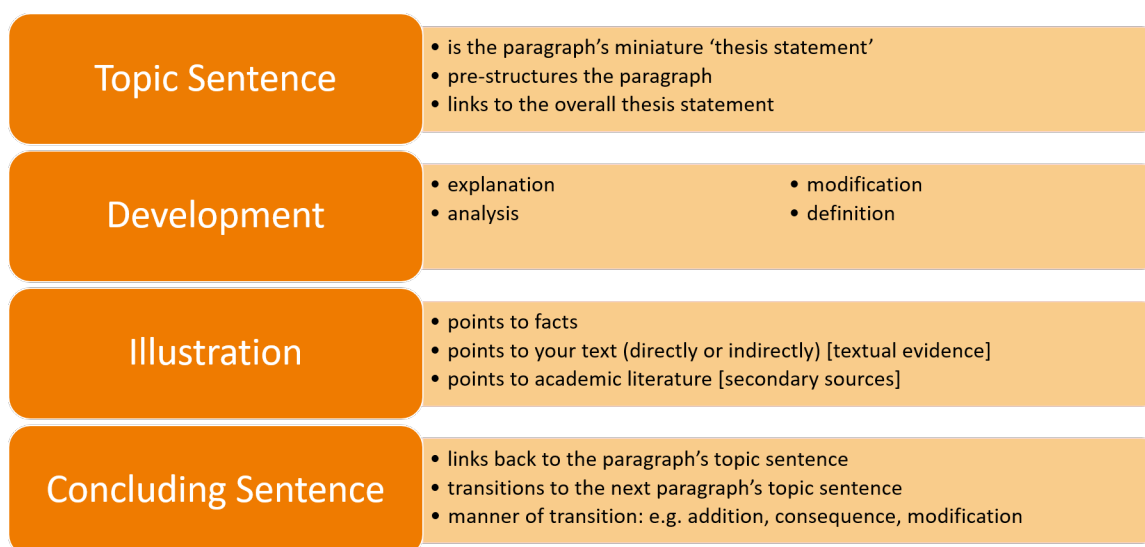 Topic Sentence
• is the paragraph’s miniature ‘thesis statement’
• pre-structures the paragraph
• links to the overall thesis statement
Development
• explanation
• analysis
• modification
• definition
Illustration
• points to facts
• points to your text (directly or indirectly) [textual evidence]
• points to academic literature [secondary sources]
Concluding Sentence
• links back to the paragraph’s topic sentence
• transitions to the next paragraph’s topic sentence
• manner of transition: e.g. addition, consequence, modification